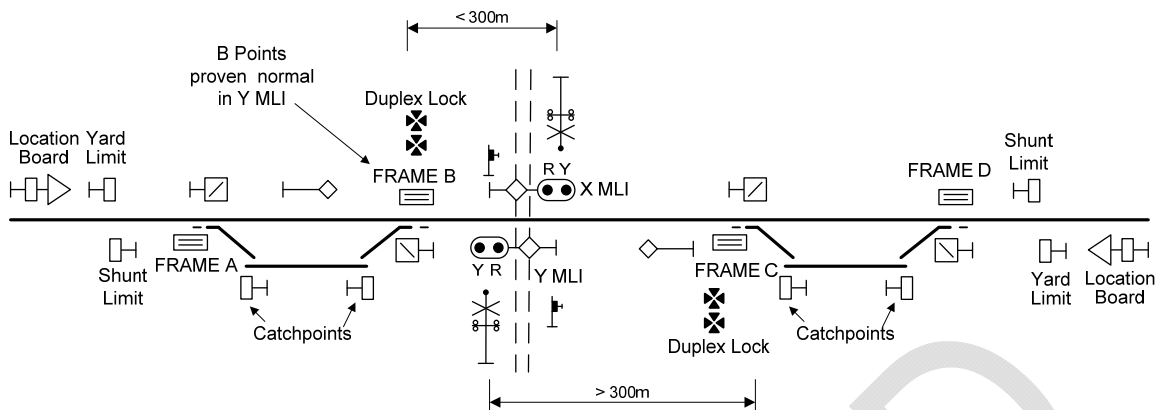 < 300m
B Points
proven normal
in Y MLI
Duplex Lock
Location
Board
Yard
Limit
FRAME B
R Y
X MLI
FRAME D
Shunt
Limit
Shunt
Limit
FRAME A
Y R
Y MLI
FRAME C
Yard
Limit
Location
Board
Catchpoints
Duplex Lock
Catchpoints
> 300m